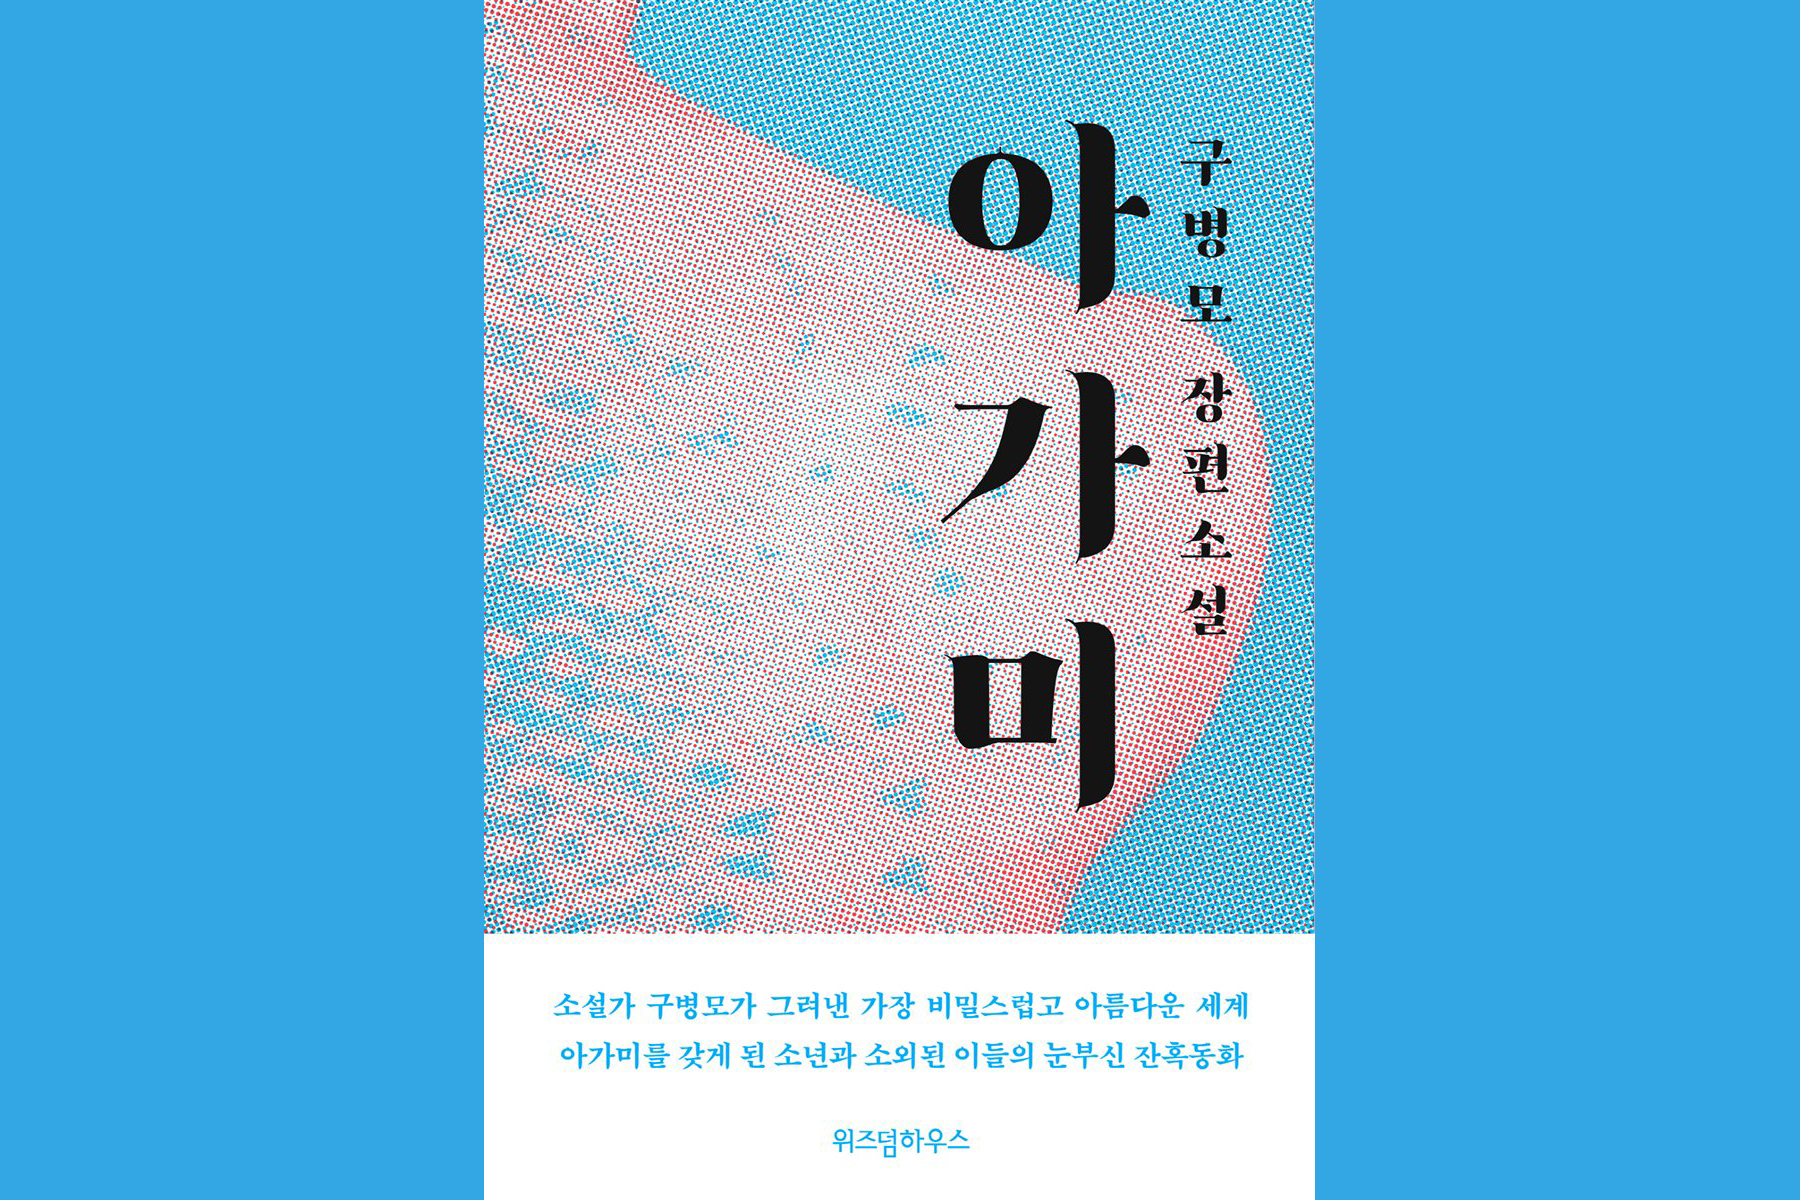 아가미
구병모 장편소설
소설가 구병모가 그려낸 가장 비밀스럽고 아름다운 세계
아가미를 갖게 된 소년과 소외된 이들의 눈부신 잔혹동화
위즈덤하우스